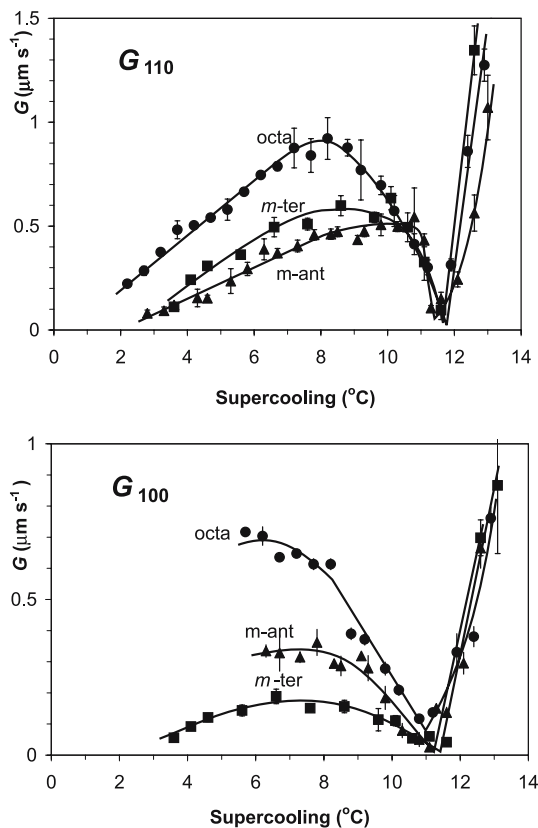 G 110
G (μm s⁻¹)
1.5
1
0.5
0
octa
m-ter
m-ant
0 2 4 6 8 10 12 14
Supercooling (°C)
G 100
G (μm s⁻¹)
1
0.5
0
octa
m-ant
m-ter
0 2 4 6 8 10 12 14
Supercooling (°C)